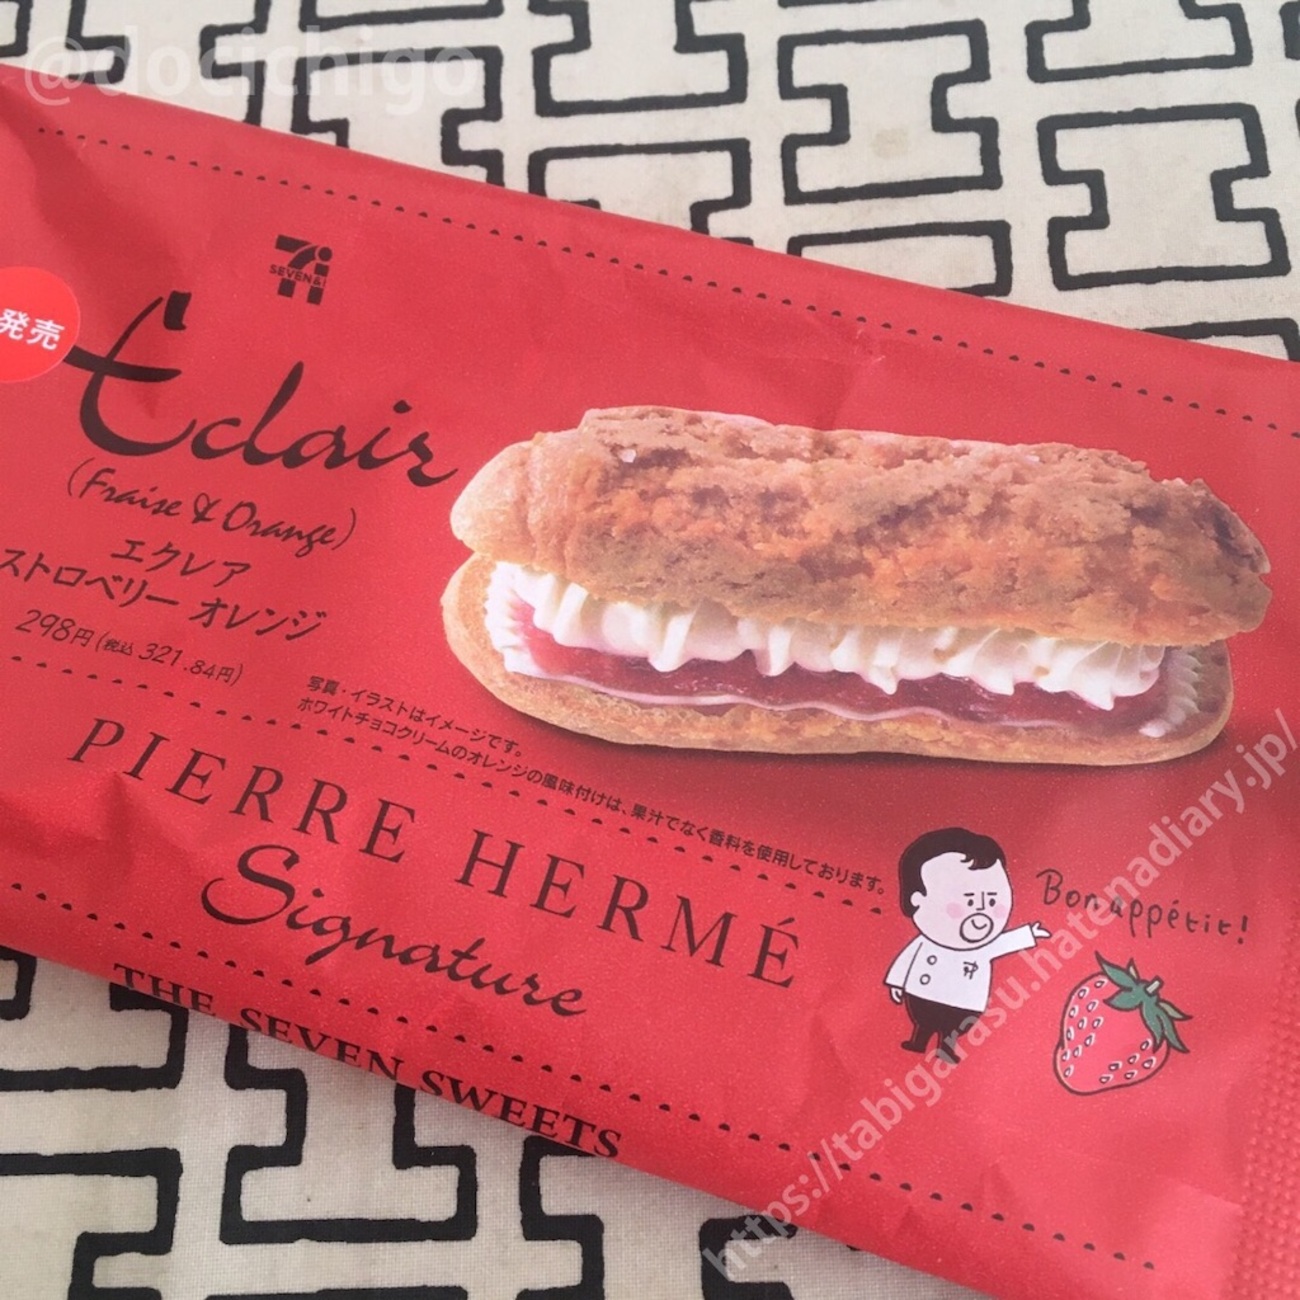 @docichigo
SEVEN&i
発売
Éclair
(Fraise & Orange)
エクレア
ストロベリー オレンジ
298円(税込 321.84円)
写真・イラストはイメージです。
ホワイトチョコクリームのオレンジの風味付けは、果汁でなく香料を使用しております。
PIERRE HERMÉ
Signature
THE SEVEN SWEETS
Bon appétit!
https://tabigarasu.hatenadiary.jp/